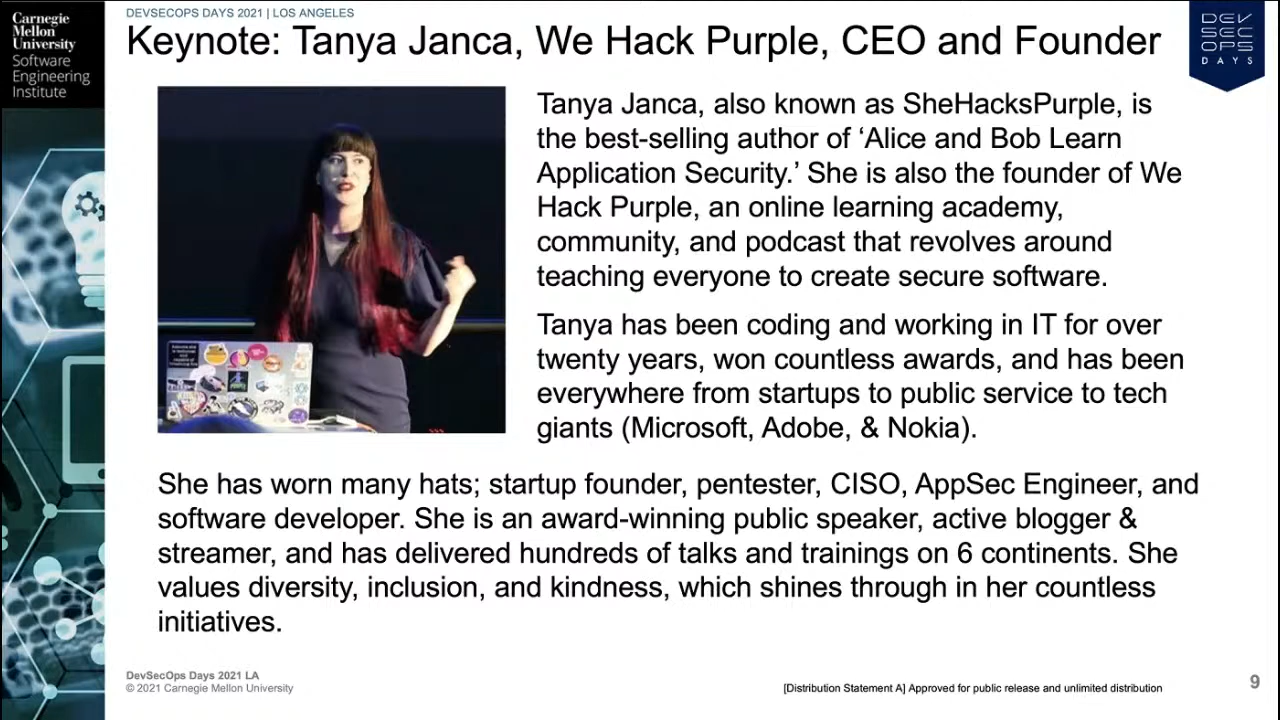 Carnegie
Mellon
University
Software
Engineering
Institute
DEVSECOPS DAYS 2021 | LOS ANGELES
Keynote: Tanya Janca, We Hack Purple, CEO and Founder
DEV
SEC
OPS
DAYS
Tanya Janca, also known as SheHacksPurple, is
the best-selling author of ‘Alice and Bob Learn
Application Security.’ She is also the founder of We
Hack Purple, an online learning academy,
community, and podcast that revolves around
teaching everyone to create secure software.
Tanya has been coding and working in IT for over
twenty years, won countless awards, and has been
everywhere from startups to public service to tech
giants (Microsoft, Adobe, & Nokia).
She has worn many hats; startup founder, pentester, CISO, AppSec Engineer, and
software developer. She is an award-winning public speaker, active blogger &
streamer, and has delivered hundreds of talks and trainings on 6 continents. She
values diversity, inclusion, and kindness, which shines through in her countless
initiatives.
DevSecOps Days 2021 LA
© 2021 Carnegie Mellon University
[Distribution Statement A] Approved for public release and unlimited distribution
9